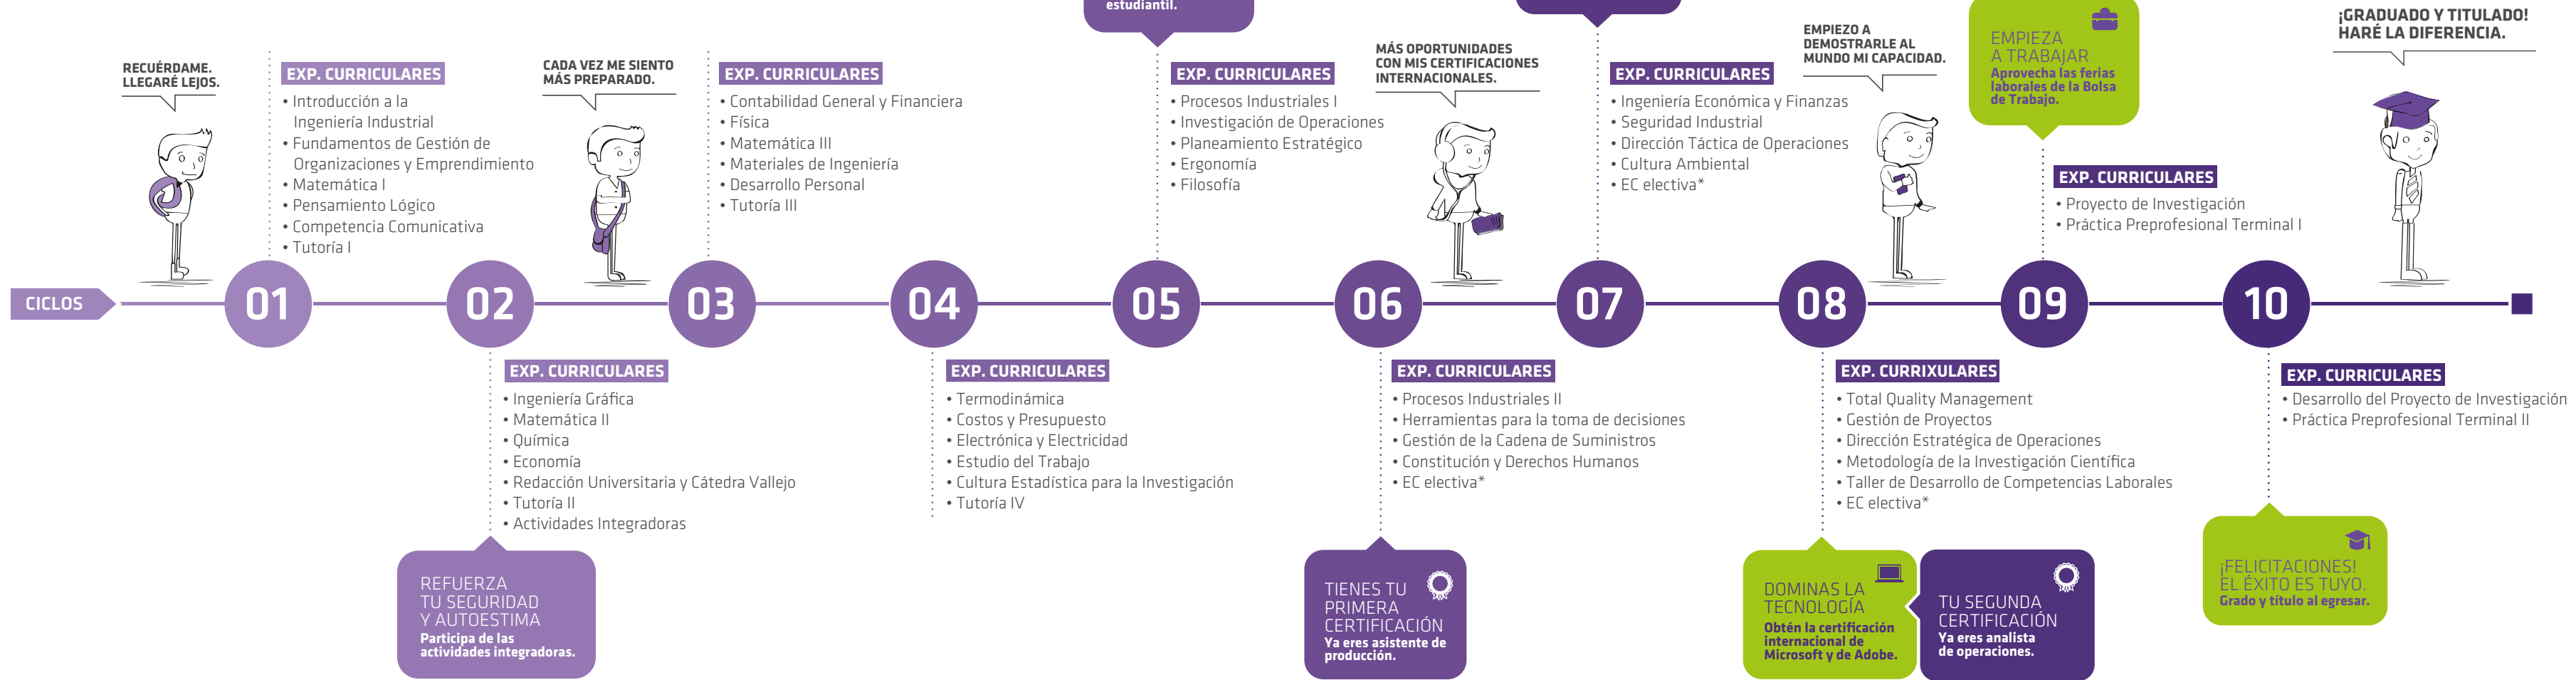 estudiantil.
RECUÉRDAME.
LLEGARÉ LEJOS.
EXP. CURRICULARES
• Introducción a la
Ingeniería Industrial
• Fundamentos de Gestión de
Organizaciones y Emprendimiento
• Matemática I
• Pensamiento Lógico
• Competencia Comunicativa
• Tutoría I
CADA VEZ ME SIENTO
MÁS PREPARADO.
EXP. CURRICULARES
• Contabilidad General y Financiera
• Física
• Matemática III
• Materiales de Ingeniería
• Desarrollo Personal
• Tutoría III
EXP. CURRICULARES
• Procesos Industriales I
• Investigación de Operaciones
• Planeamiento Estratégico
• Ergonomía
• Filosofía
MÁS OPORTUNIDADES
CON MIS CERTIFICACIONES
INTERNACIONALES.
EXP. CURRICULARES
• Ingeniería Económica y Finanzas
• Seguridad Industrial
• Dirección Táctica de Operaciones
• Cultura Ambiental
• EC electiva*
EMPIEZO A
DEMOSTRARLE AL
MUNDO MI CAPACIDAD.
EMPIEZA
A TRABAJAR
Aprovecha las ferias
laborales de la Bolsa
de Trabajo.
EXP. CURRICULARES
• Proyecto de Investigación
• Práctica Preprofesional Terminal I
¡GRADUADO Y TITULADO!
HARÉ LA DIFERENCIA.
CICLOS
01
02
03
04
05
06
07
08
09
10
EXP. CURRICULARES
• Ingeniería Gráfica
• Matemática II
• Química
• Economía
• Redacción Universitaria y Cátedra Vallejo
• Tutoría II
• Actividades Integradoras
REFUERZA
TU SEGURIDAD
Y AUTOESTIMA
Participa de las
actividades integradoras.
EXP. CURRICULARES
• Termodinámica
• Costos y Presupuesto
• Electrónica y Electricidad
• Estudio del Trabajo
• Cultura Estadística para la Investigación
• Tutoría IV
EXP. CURRICULARES
• Procesos Industriales II
• Herramientas para la toma de decisiones
• Gestión de la Cadena de Suministros
• Constitución y Derechos Humanos
• EC electiva*
TIENES TU
PRIMERA
CERTIFICACIÓN
Ya eres asistente de
producción.
EXP. CURRIXULARES
• Total Quality Management
• Gestión de Proyectos
• Dirección Estratégica de Operaciones
• Metodología de la Investigación Científica
• Taller de Desarrollo de Competencias Laborales
• EC electiva*
DOMINAS LA
TECNOLOGÍA
Obtén la certificación
internacional de
Microsoft y de Adobe.
TU SEGUNDA
CERTIFICACIÓN
Ya eres analista
de operaciones.
EXP. CURRICULARES
• Desarrollo del Proyecto de Investigación
• Práctica Preprofesional Terminal II
¡FELICITACIONES!
EL ÉXITO ES TUYO.
Grado y título al egresar.